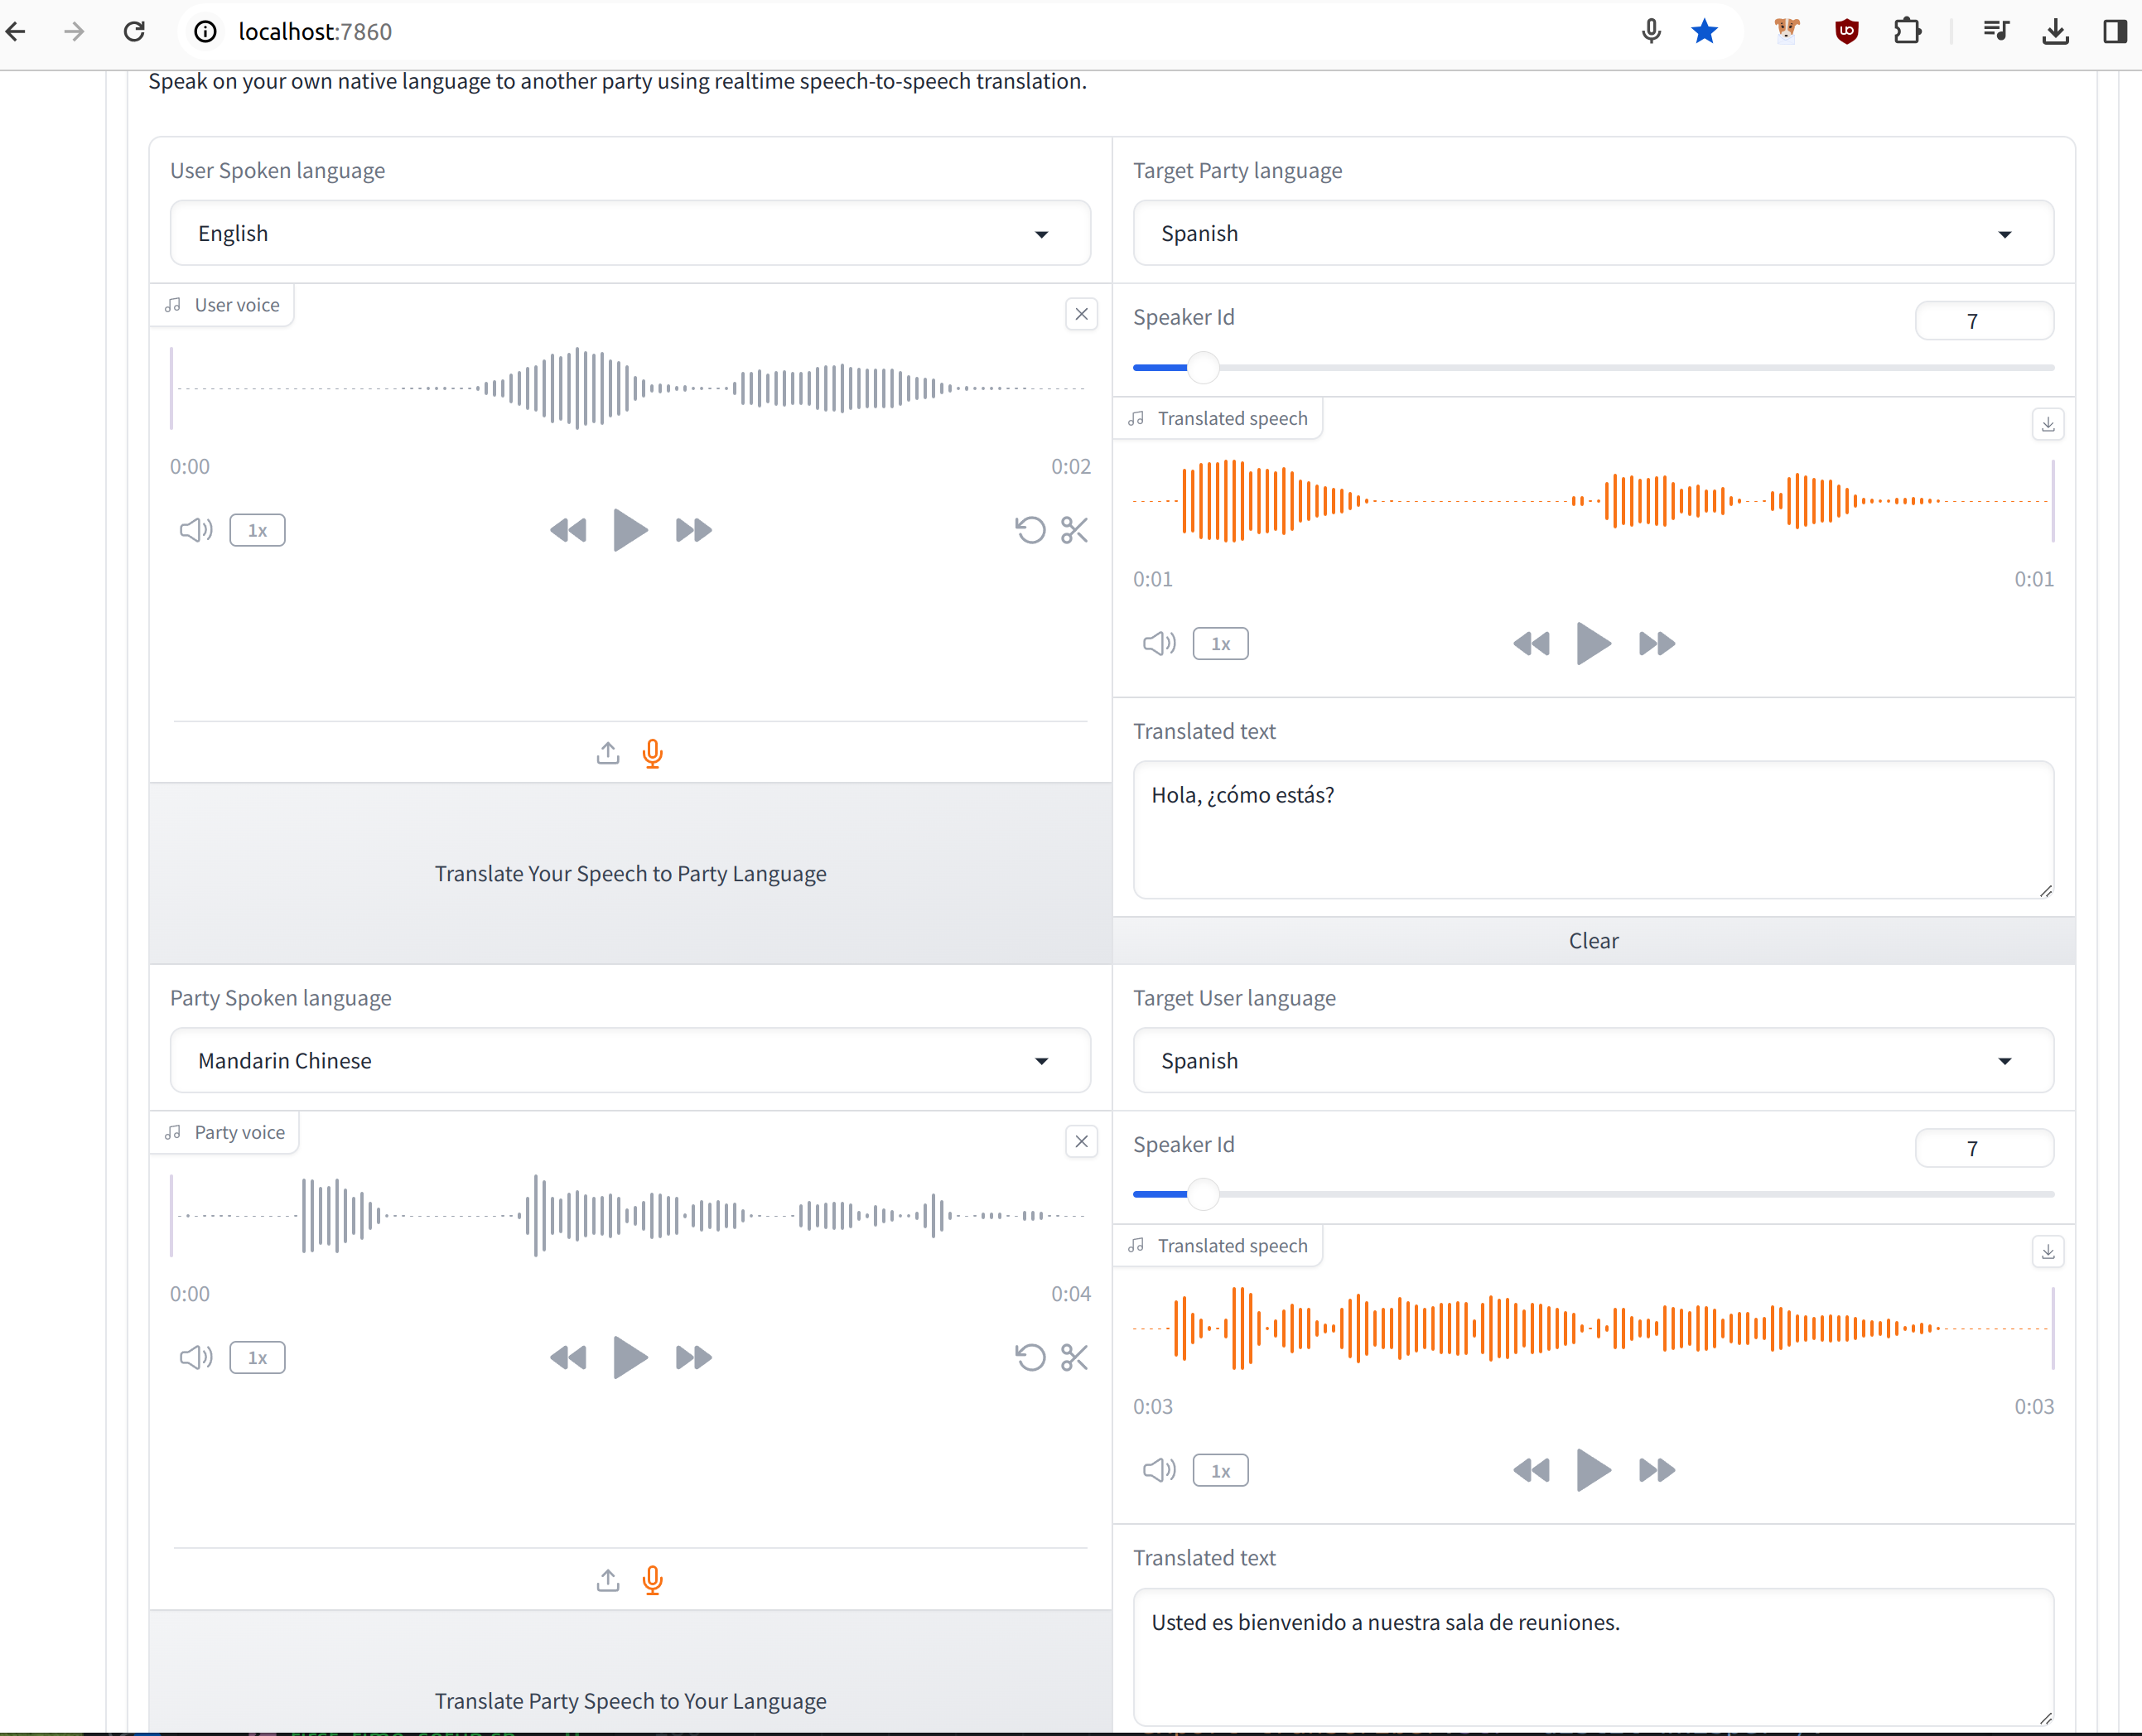 localhost:7860
Speak on your own native language to another party using realtime speech-to-speech translation.
User Spoken language
English
Target Party language
Spanish
User voice
0:00
0:02
1x
Speaker Id
7
Translated speech
0:01
0:01
1x
Translated text
Hola, ¿cómo estás?
Translate Your Speech to Party Language
Clear
Party Spoken language
Mandarin Chinese
Target User language
Spanish
Party voice
0:00
0:04
1x
Speaker Id
7
Translated speech
0:03
0:03
1x
Translated text
Usted es bienvenido a nuestra sala de reuniones.
Translate Party Speech to Your Language